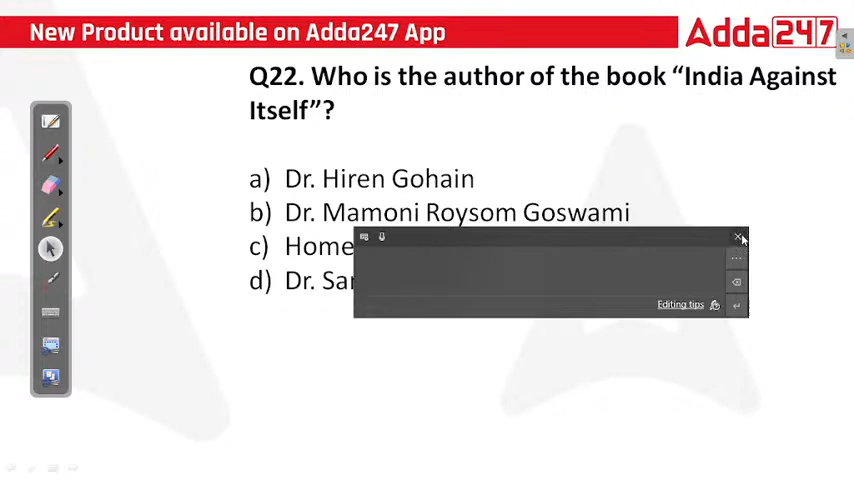 New Product available on Adda247 App
Adda247
Q22. Who is the author of the book “India Against
Itself”?
a) Dr. Hiren Gohain
b) Dr. Mamoni Roysom Goswami
c) Home
d) Dr.
Editing tips